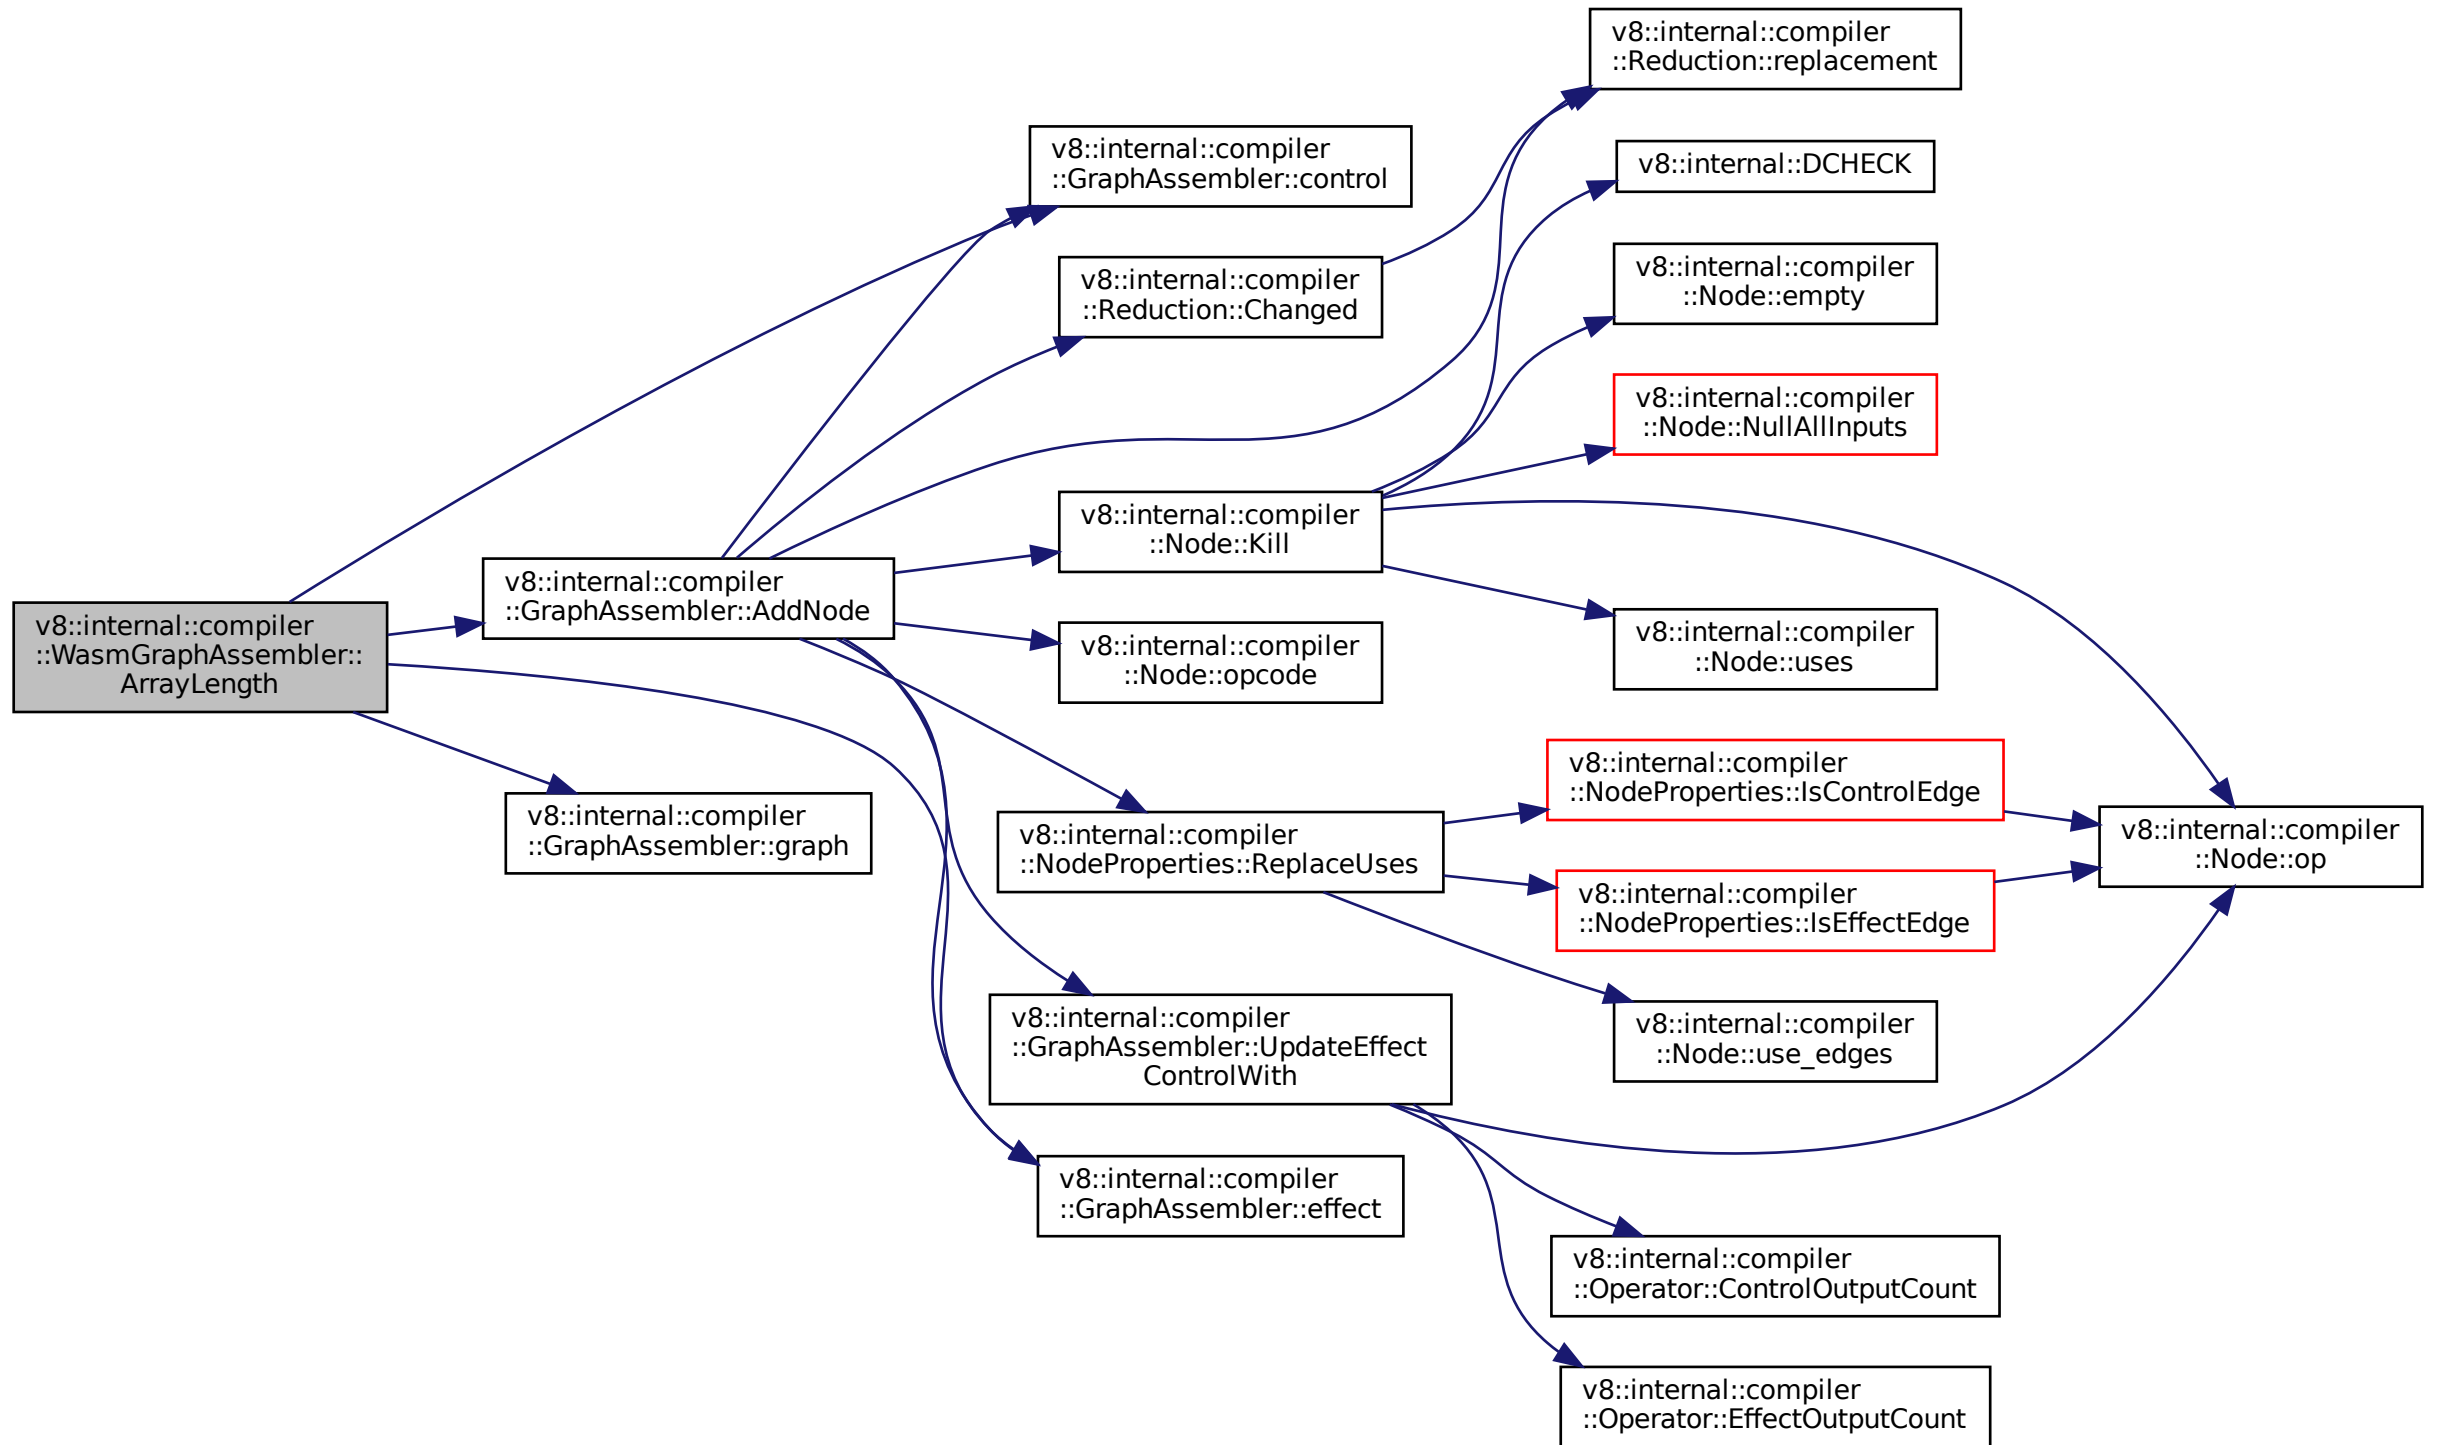 v8::internal::compiler
::Reduction::replacement
v8::internal::compiler
::GraphAssembler::control
v8::internal::DCHECK
v8::internal::compiler
::Node::empty
v8::internal::compiler
::Reduction::Changed
v8::internal::compiler
::Node::NullAllInputs
v8::internal::compiler
::Node::Kill
v8::internal::compiler
::GraphAssembler::AddNode
v8::internal::compiler
::WasmGraphAssembler::
ArrayLength
v8::internal::compiler
::Node::opcode
v8::internal::compiler
::Node::uses
v8::internal::compiler
::NodeProperties::IsControlEdge
v8::internal::compiler
::GraphAssembler::graph
v8::internal::compiler
::NodeProperties::ReplaceUses
v8::internal::compiler
::Node::op
v8::internal::compiler
::NodeProperties::IsEffectEdge
v8::internal::compiler
::GraphAssembler::UpdateEffect
ControlWith
v8::internal::compiler
::Node::use_edges
v8::internal::compiler
::GraphAssembler::effect
v8::internal::compiler
::Operator::ControlOutputCount
v8::internal::compiler
::Operator::EffectOutputCount